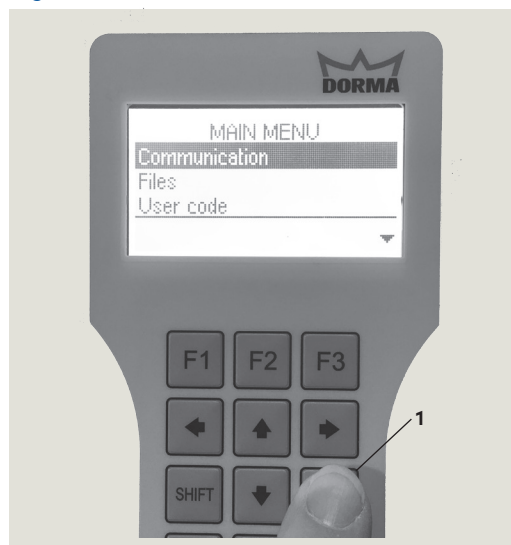 DORMA
MAIN MENU
Communication
Files
User code
F1 F2 F3
1
SHIFT